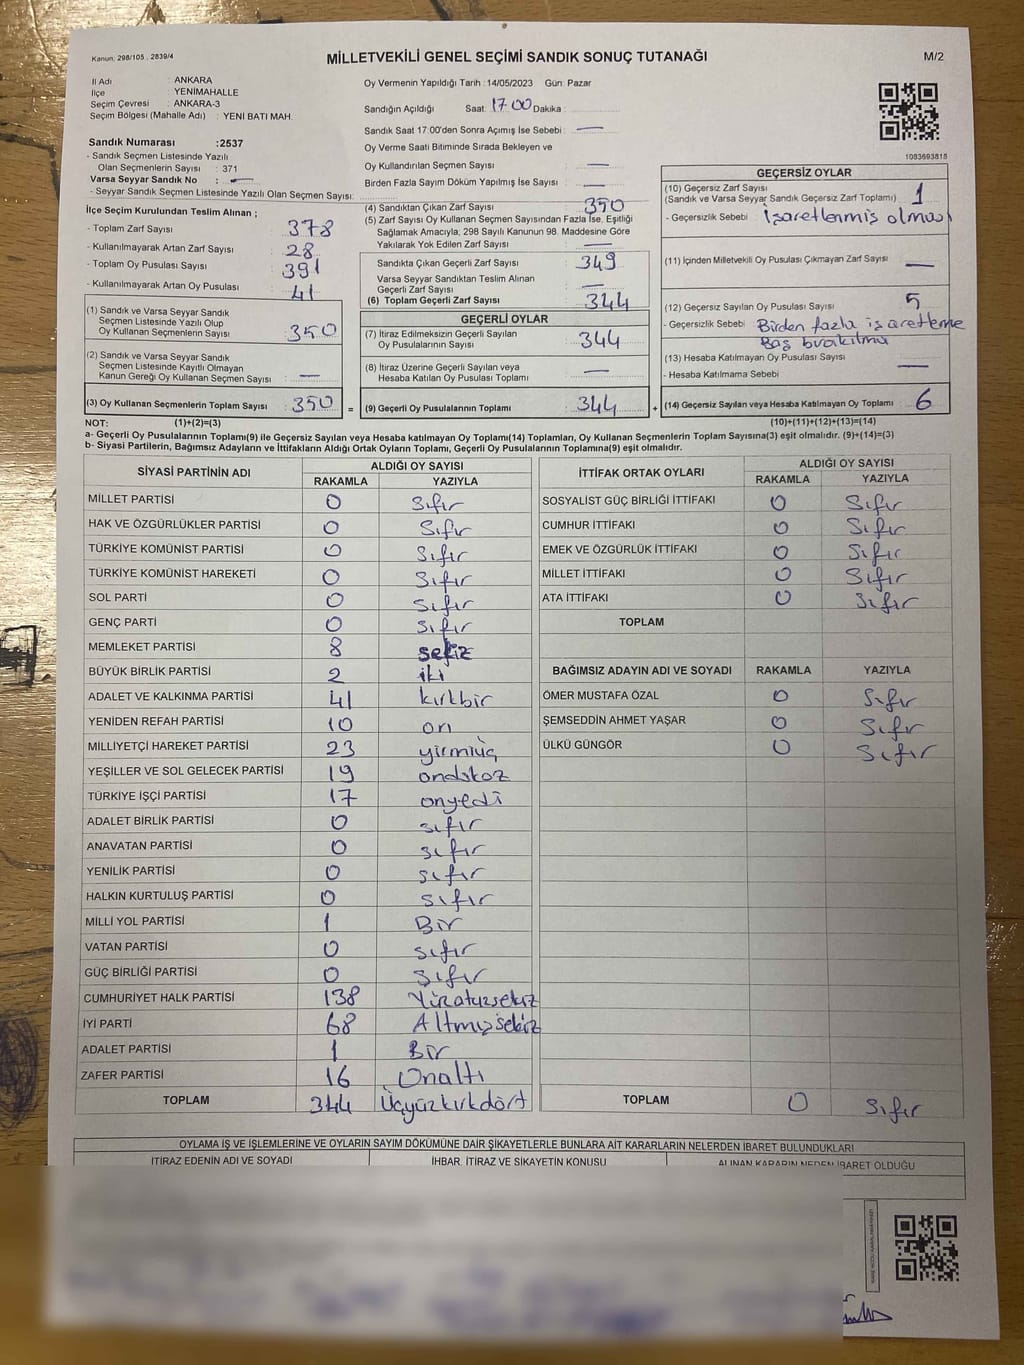 Kanun: 298/105 , 2839/4
MİLLETVEKİLİ GENEL SEÇİMİ SANDIK SONUÇ TUTANAĞI
M/2
İl Adı : ANKARA
İlçe : YENİMAHALLE
Seçim Çevresi : ANKARA-3
Seçim Bölgesi (Mahalle Adı) : YENİ BATI MAH.
Sandık Numarası :2537
- Sandık Seçmen Listesinde Yazılı
Olan Seçmenlerin Sayısı : 371
Varsa Seyyar Sandık No : —
- Seyyar Sandık Seçmen Listesinde Yazılı Olan Seçmen Sayısı:
İlçe Seçim Kurulundan Teslim Alınan ;
- Toplam Zarf Sayısı 378
- Kullanılmayarak Artan Zarf Sayısı 28
- Toplam Oy Pusulası Sayısı 391
- Kullanılmayarak Artan Oy Pusulası 41
(1) Sandık ve Varsa Seyyar Sandık
Seçmen Listesinde Yazılı Olup
Oy Kullanan Seçmenlerin Sayısı : 350
(2) Sandık ve Varsa Seyyar Sandık
Seçmen Listesinde Kayıtlı Olmayan
Kanun Gereği Oy Kullanan Seçmen Sayısı : —
(3) Oy Kullanan Seçmenlerin Toplam Sayısı : 350
Oy Vermenin Yapıldığı Tarih : 14/05/2023 Gün: Pazar
Sandığın Açıldığı Saat: 17 00 Dakika :
Sandık Saat 17:00'den Sonra Açımış İse Sebebi : —
Oy Verme Saati Bitiminde Sırada Bekleyen ve
Oy Kullandırılan Seçmen Sayısı : —
Birden Fazla Sayım Döküm Yapılmış İse Sayısı : —
(4) Sandıktan Çıkan Zarf Sayısı : 350
(5) Zarf Sayısı Oy Kullanan Seçmen Sayısından Fazla İse, Eşitliği
Sağlamak Amacıyla, 298 Sayılı Kanunun 98. Maddesine Göre
Yakılarak Yok Edilen Zarf Sayısı : —
Sandıkta Çıkan Geçerli Zarf Sayısı : 349
Varsa Seyyar Sandıktan Teslim Alınan
Geçerli Zarf Sayısı : —
(6) Toplam Geçerli Zarf Sayısı : 344
GEÇERLİ OYLAR
(7) İtiraz Edilmeksizin Geçerli Sayılan
Oy Pusulalarının Sayısı : 344
(8) İtiraz Üzerine Geçerli Sayılan veya
Hesaba Katılan Oy Pusulası Toplamı : —
= (9) Geçerli Oy Pusulalarının Toplamı : 344 +
1083693818
GEÇERSİZ OYLAR
(10) Geçersiz Zarf Sayısı
(Sandık ve Varsa Seyyar Sandık Geçersiz Zarf Toplamı) : 1
- Geçersizlik Sebebi : işaretlenmiş olması
(11) İçinden Milletvekili Oy Pusulası Çıkmayan Zarf Sayısı : —
(12) Geçersiz Sayılan Oy Pusulası Sayısı : 5
- Geçersizlik Sebebi : Birden fazla işaretleme
Boş bırakılma
(13) Hesaba Katılmayan Oy Pusulası Sayısı : —
- Hesaba Katılmama Sebebi :
(14) Geçersiz Sayılan veya Hesaba Katılmayan Oy Toplamı : 6
NOT: (1)+(2)=(3) (10)+(11)+(12)+(13)=(14)
a- Geçerli Oy Pusulalarının Toplamı(9) ile Geçersiz Sayılan veya Hesaba katılmayan Oy Toplamı(14) Toplamları, Oy Kullanan Seçmenlerin Toplam Sayısına(3) eşit olmalıdır. (9)+(14)=(3)
b- Siyasi Partilerin, Bağımsız Adayların ve İttifakların Aldığı Ortak Oyların Toplamı, Geçerli Oy Pusulalarının Toplamına(9) eşit olmalıdır.
SİYASİ PARTİNİN ADI ALDIĞI OY SAYISI
RAKAMLA YAZIYLA
MİLLET PARTİSİ 0 Sıfır
HAK VE ÖZGÜRLÜKLER PARTİSİ 0 Sıfır
TÜRKİYE KOMÜNİST PARTİSİ 0 Sıfır
TÜRKİYE KOMÜNİST HAREKETİ 0 Sıfır
SOL PARTİ 0 Sıfır
GENÇ PARTİ 0 Sıfır
MEMLEKET PARTİSİ 8 sekiz
BÜYÜK BİRLİK PARTİSİ 2 iki
ADALET VE KALKINMA PARTİSİ 41 kırkbir
YENİDEN REFAH PARTİSİ 10 on
MİLLİYETÇİ HAREKET PARTİSİ 23 yirmiüç
YEŞİLLER VE SOL GELECEK PARTİSİ 19 ondokoz
TÜRKİYE İŞÇİ PARTİSİ 17 onyedi
ADALET BİRLİK PARTİSİ 0 sıfır
ANAVATAN PARTİSİ 0 sıfır
YENİLİK PARTİSİ 0 sıfır
HALKIN KURTULUŞ PARTİSİ 0 sıfır
MİLLİ YOL PARTİSİ 1 Bir
VATAN PARTİSİ 0 sıfır
GÜÇ BİRLİĞİ PARTİSİ 0 sıfır
CUMHURİYET HALK PARTİSİ 138 Yüzotuzsekiz
İYİ PARTİ 68 Altmışsekiz
ADALET PARTİSİ 1 Bir
ZAFER PARTİSİ 16 Onaltı
TOPLAM 344 Üçyüzkırkdört
İTTİFAK ORTAK OYLARI ALDIĞI OY SAYISI
RAKAMLA YAZIYLA
SOSYALİST GÜÇ BİRLİĞİ İTTİFAKI 0 Sıfır
CUMHUR İTTİFAKI 0 Sıfır
EMEK VE ÖZGÜRLÜK İTTİFAKI 0 Sıfır
MİLLET İTTİFAKI 0 Sıfır
ATA İTTİFAKI 0 Sıfır
TOPLAM
BAĞIMSIZ ADAYIN ADI VE SOYADI RAKAMLA YAZIYLA
ÖMER MUSTAFA ÖZAL 0 Sıfır
ŞEMSEDDİN AHMET YAŞAR 0 Sıfır
ÜLKÜ GÜNGÖR 0 Sıfır
TOPLAM 0 Sıfır
OYLAMA İŞ VE İŞLEMLERİNE VE OYLARIN SAYIM DÖKÜMÜNE DAİR ŞİKAYETLERLE BUNLARA AİT KARARLARIN NELERDEN İBARET BULUNDUKLARI
İTİRAZ EDENİN ADI VE SOYADI İHBAR, İTİRAZ VE ŞİKAYETİN KONUSU ALINAN KARARIN NEDEN İBARET OLDUĞU